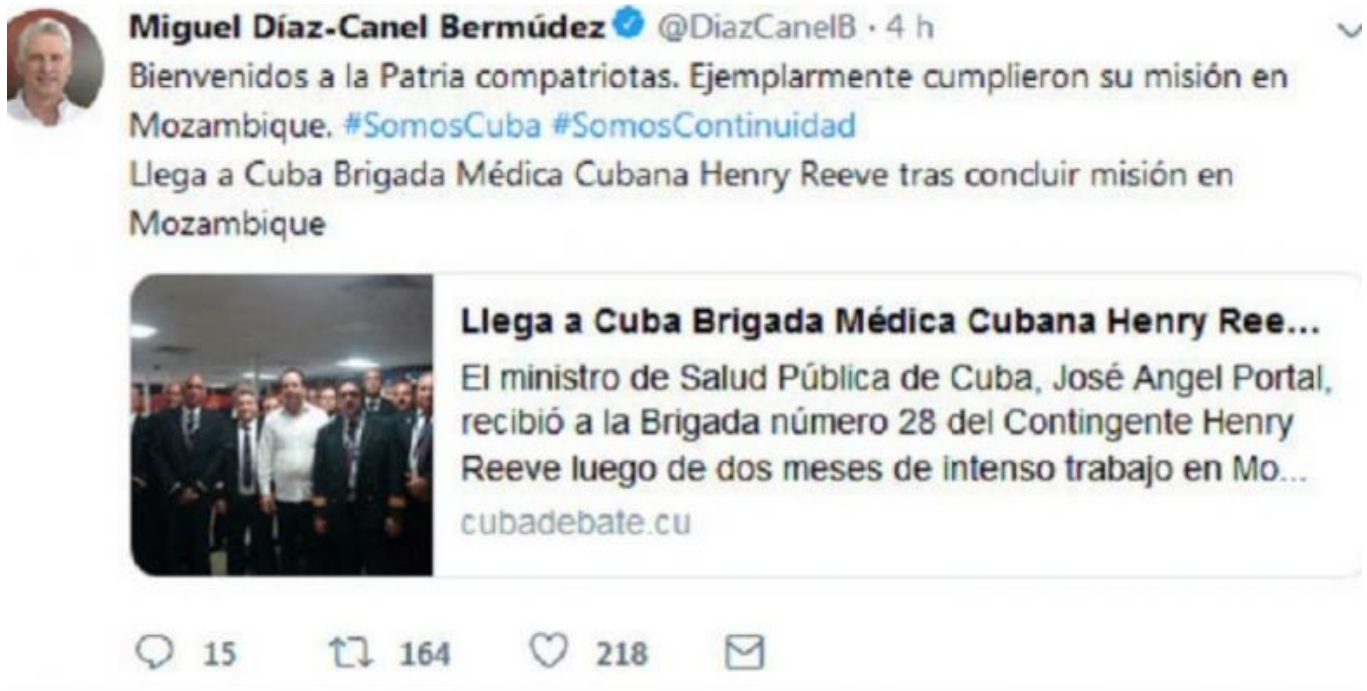 Miguel Díaz-Canel Bermúdez @DiazCanelB · 4 h
Bienvenidos a la Patria compatriotas. Ejemplarmente cumplieron su misión en
Mozambique. #SomosCuba #SomosContinuidad
Llega a Cuba Brigada Médica Cubana Henry Reeve tras concluir misión en
Mozambique
Llega a Cuba Brigada Médica Cubana Henry Ree...
El ministro de Salud Pública de Cuba, José Angel Portal,
recibió a la Brigada número 28 del Contingente Henry
Reeve luego de dos meses de intenso trabajo en Mo...
cubadebate.cu
15 164 218